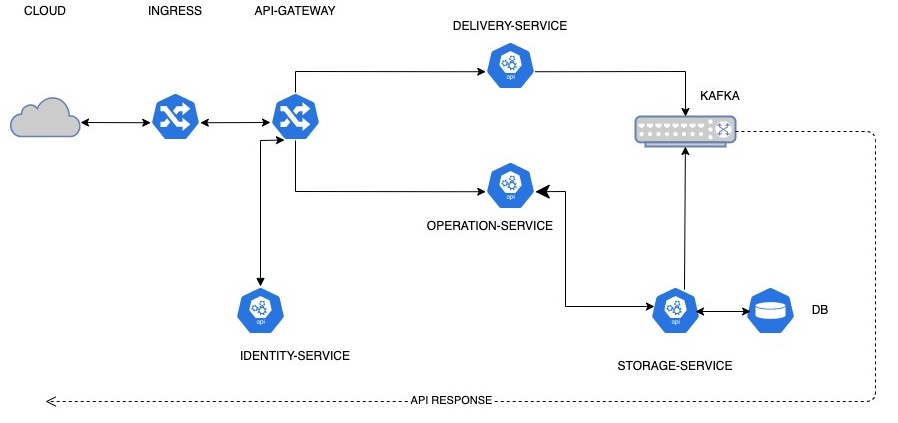 CLOUD
INGRESS
API-GATEWAY
DELIVERY-SERVICE
api
KAFKA
api
OPERATION-SERVICE
api
IDENTITY-SERVICE
api
DB
STORAGE-SERVICE
API RESPONSE